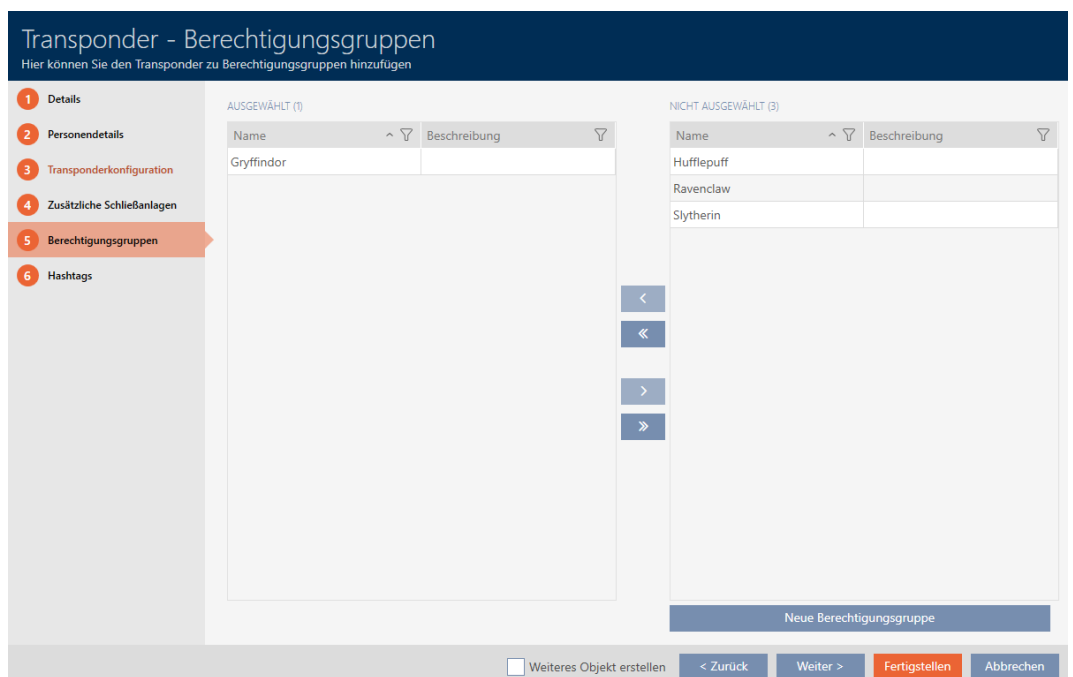 Transponder - Berechtigungsgruppen
Hier können Sie den Transponder zu Berechtigungsgruppen hinzufügen
1 Details
2 Personendetails
3 Transponderkonfiguration
4 Zusätzliche Schließanlagen
5 Berechtigungsgruppen
6 Hashtags
AUSGEWÄHLT (1)
Name Beschreibung
Gryffindor
NICHT AUSGEWÄHLT (3)
Name Beschreibung
Hufflepuff
Ravenclaw
Slytherin
Neue Berechtigungsgruppe
Weiteres Objekt erstellen < Zurück Weiter > Fertigstellen Abbrechen